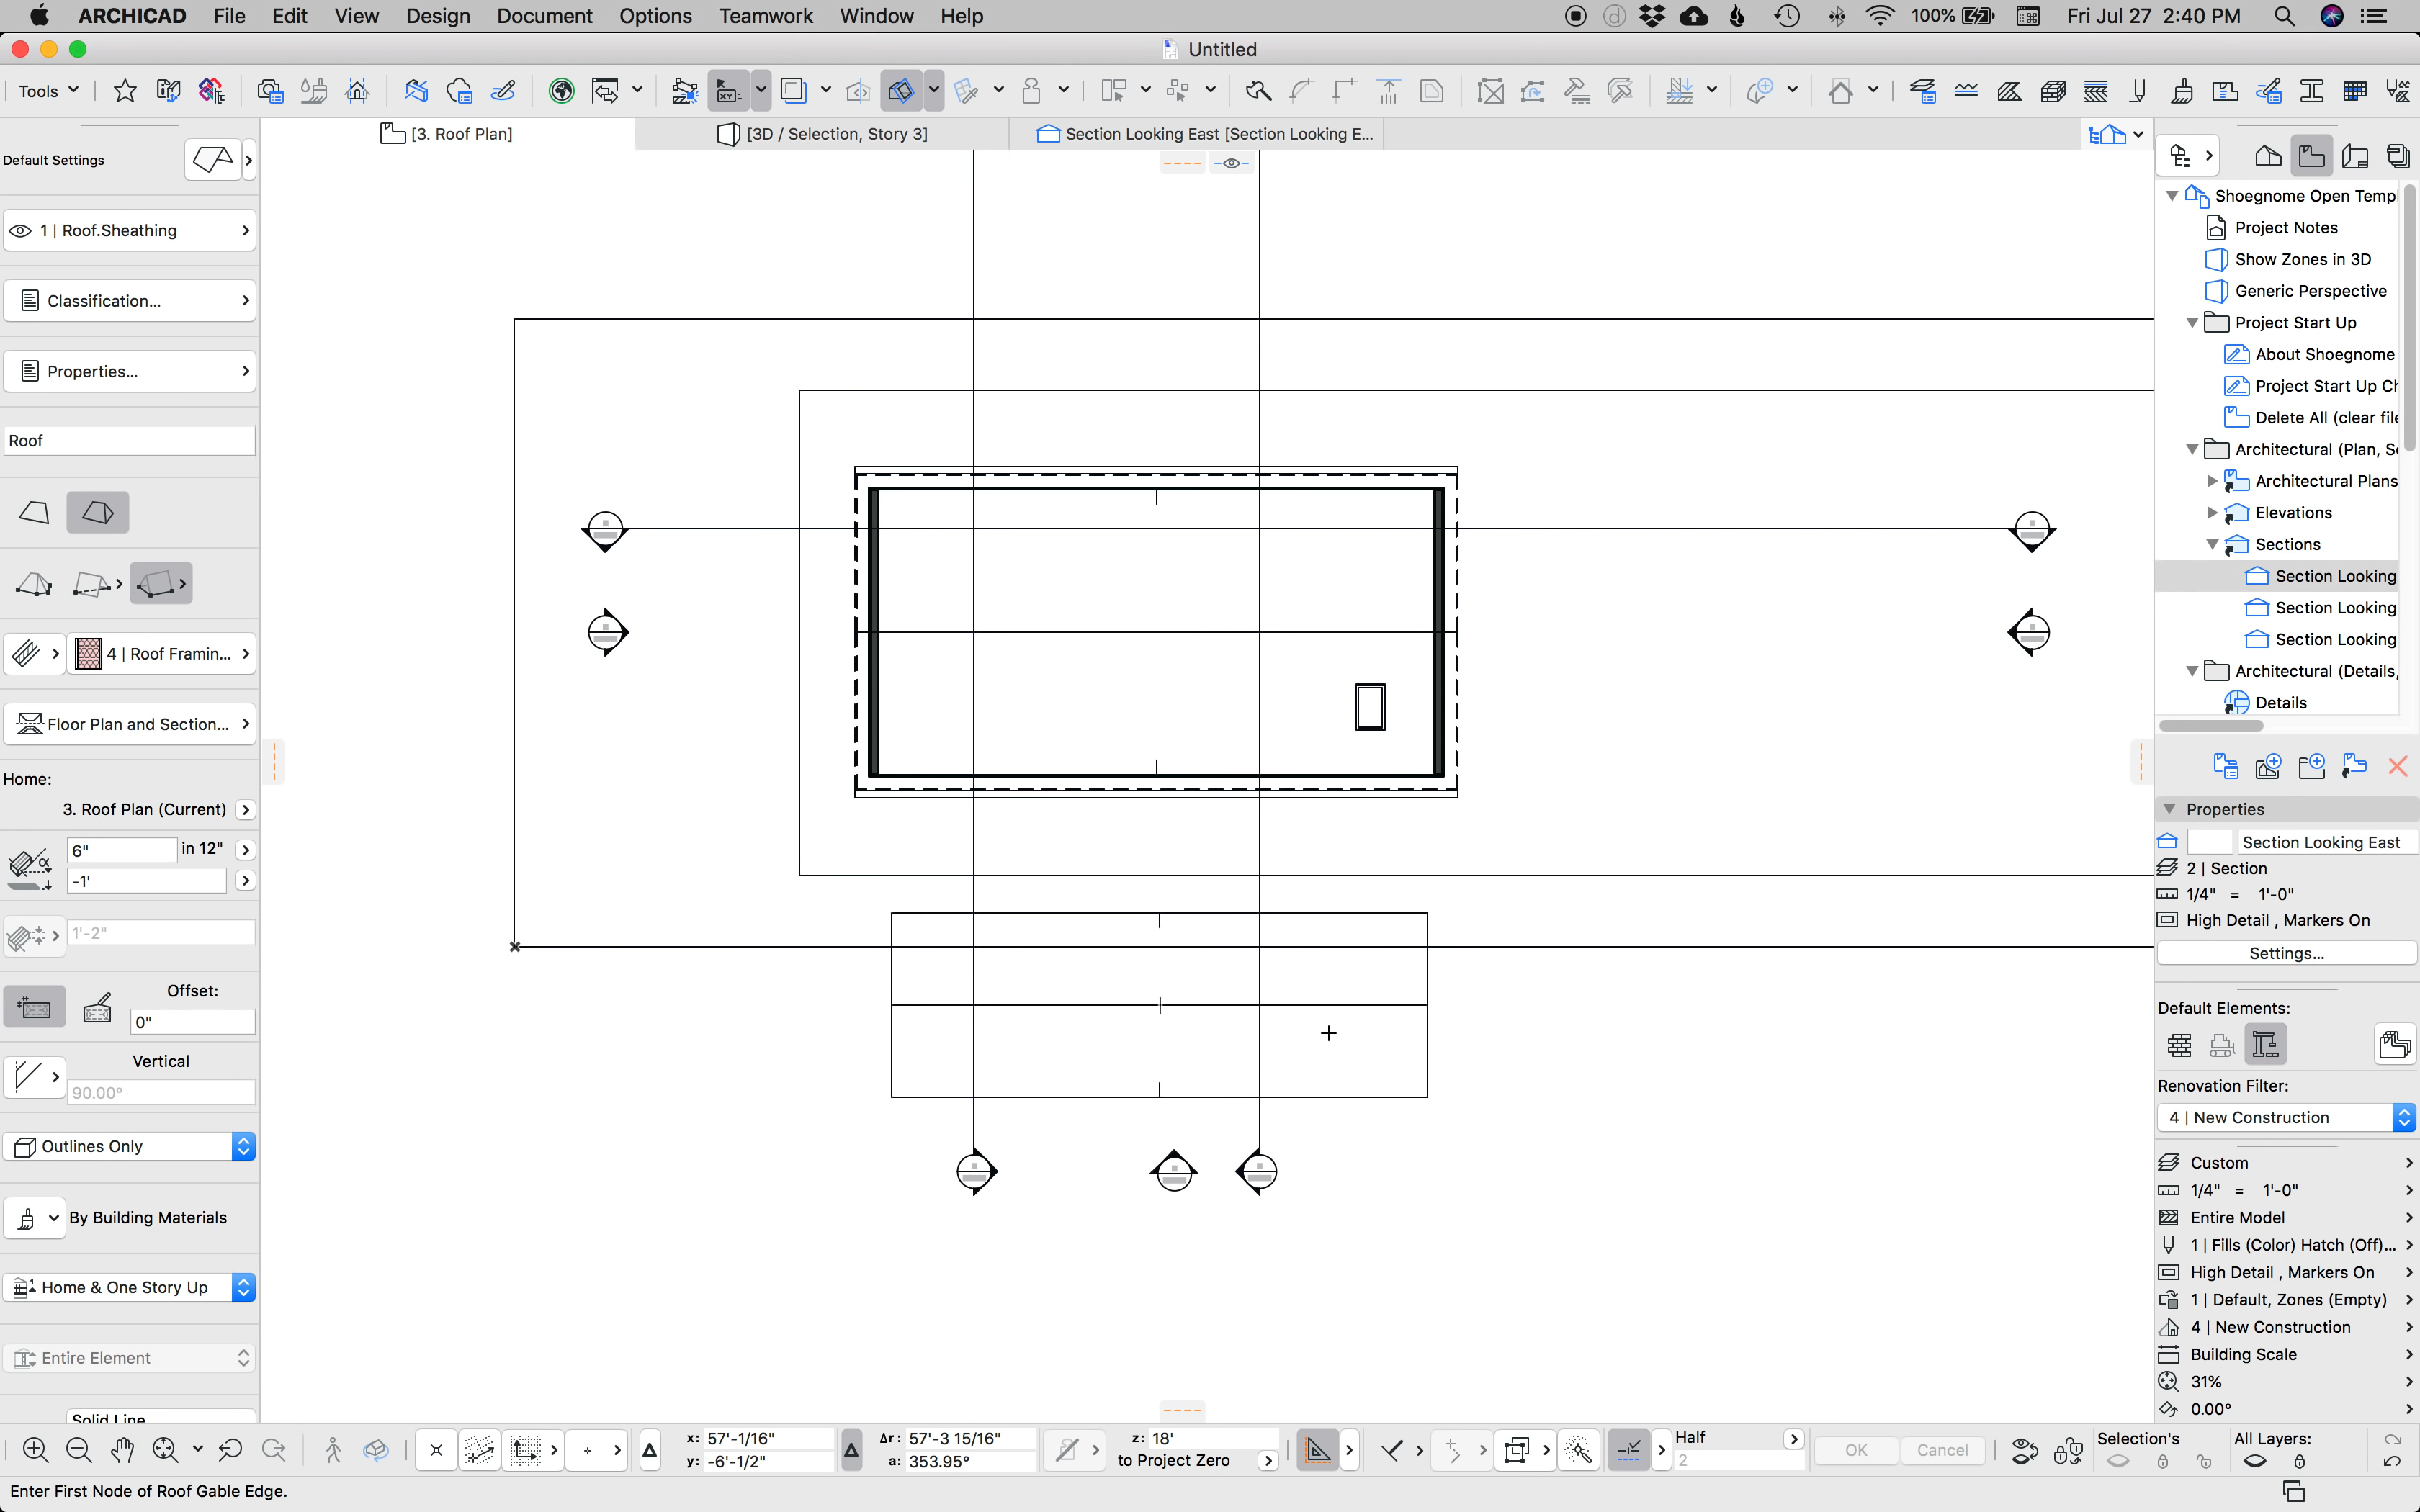 ARCHICAD File Edit View Design Document Options Teamwork Window Help
100% Fri Jul 27 2:40 PM
Untitled
Tools
[3. Roof Plan]
[3D / Selection, Story 3]
Section Looking East [Section Looking E...
Default Settings
1 | Roof.Sheathing
Classification...
Properties...
Roof
4 | Roof Framin...
Floor Plan and Section...
Home:
3. Roof Plan (Current)
6" in 12"
-1'
1'-2"
Offset:
0"
Vertical
90.00°
Outlines Only
By Building Materials
Home & One Story Up
Entire Element
Solid Line
Shoegnome Open Templ
Project Notes
Show Zones in 3D
Generic Perspective
Project Start Up
About Shoegnome
Project Start Up Ch
Delete All (clear file
Architectural (Plan, Se
Architectural Plans
Elevations
Sections
Section Looking
Section Looking
Section Looking
Architectural (Details,
Details
Properties
Section Looking East
2 | Section
1/4" = 1'-0"
High Detail , Markers On
Settings...
Default Elements:
Renovation Filter:
4 | New Construction
Custom
1/4" = 1'-0"
Entire Model
1 | Fills (Color) Hatch (Off)...
High Detail , Markers On
1 | Default, Zones (Empty)
4 | New Construction
Building Scale
31%
0.00°
x: 57'-1/16"
y: -6'-1/2"
Δr: 57'-3 15/16"
a: 353.95°
z: 18'
to Project Zero
Half
2
OK
Cancel
Selection's
All Layers:
Enter First Node of Roof Gable Edge.